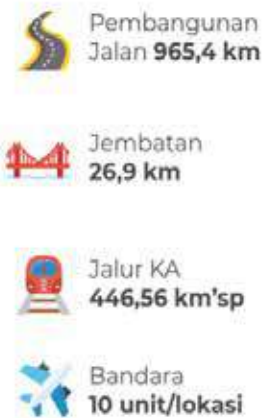 Pembangunan
Jalan 965,4 km
Jembatan
26,9 km
Jalur KA
446,56 km'sp
Bandara
10 unit/lokasi